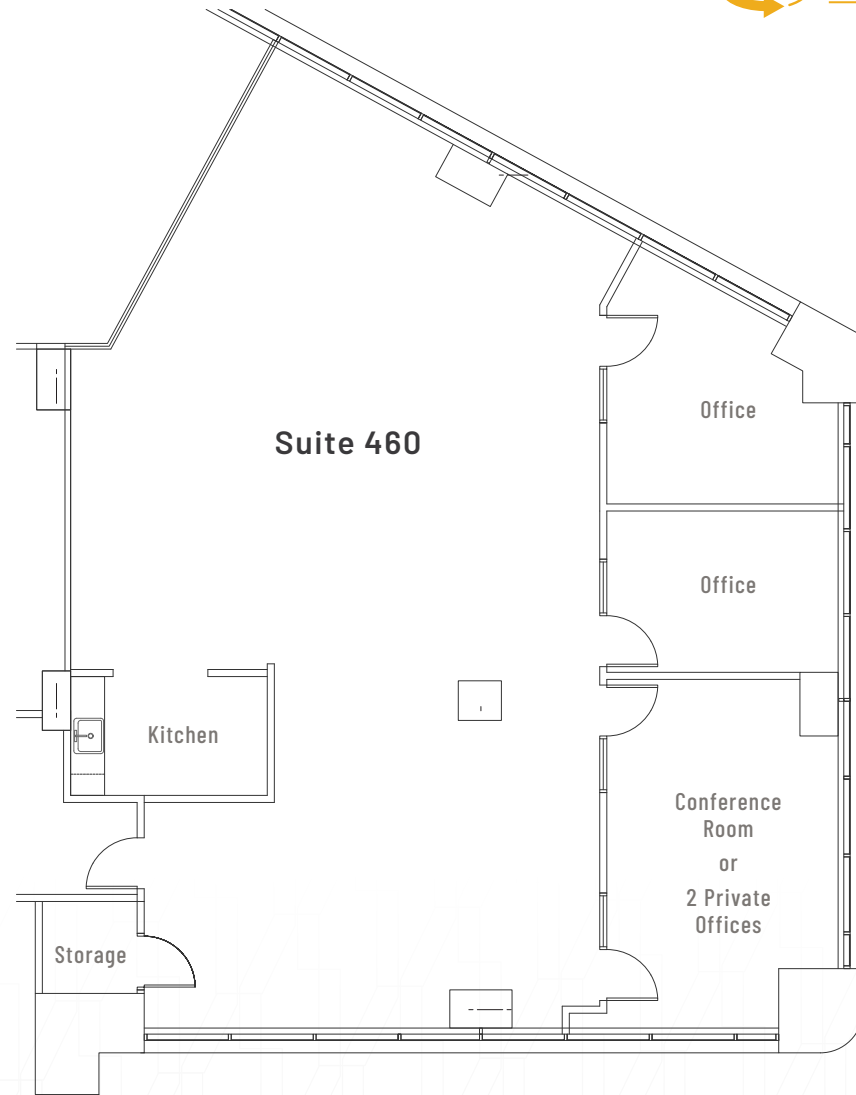 Office
Suite 460
Office
Kitchen
Conference
Room
or
2 Private
Offices
Storage